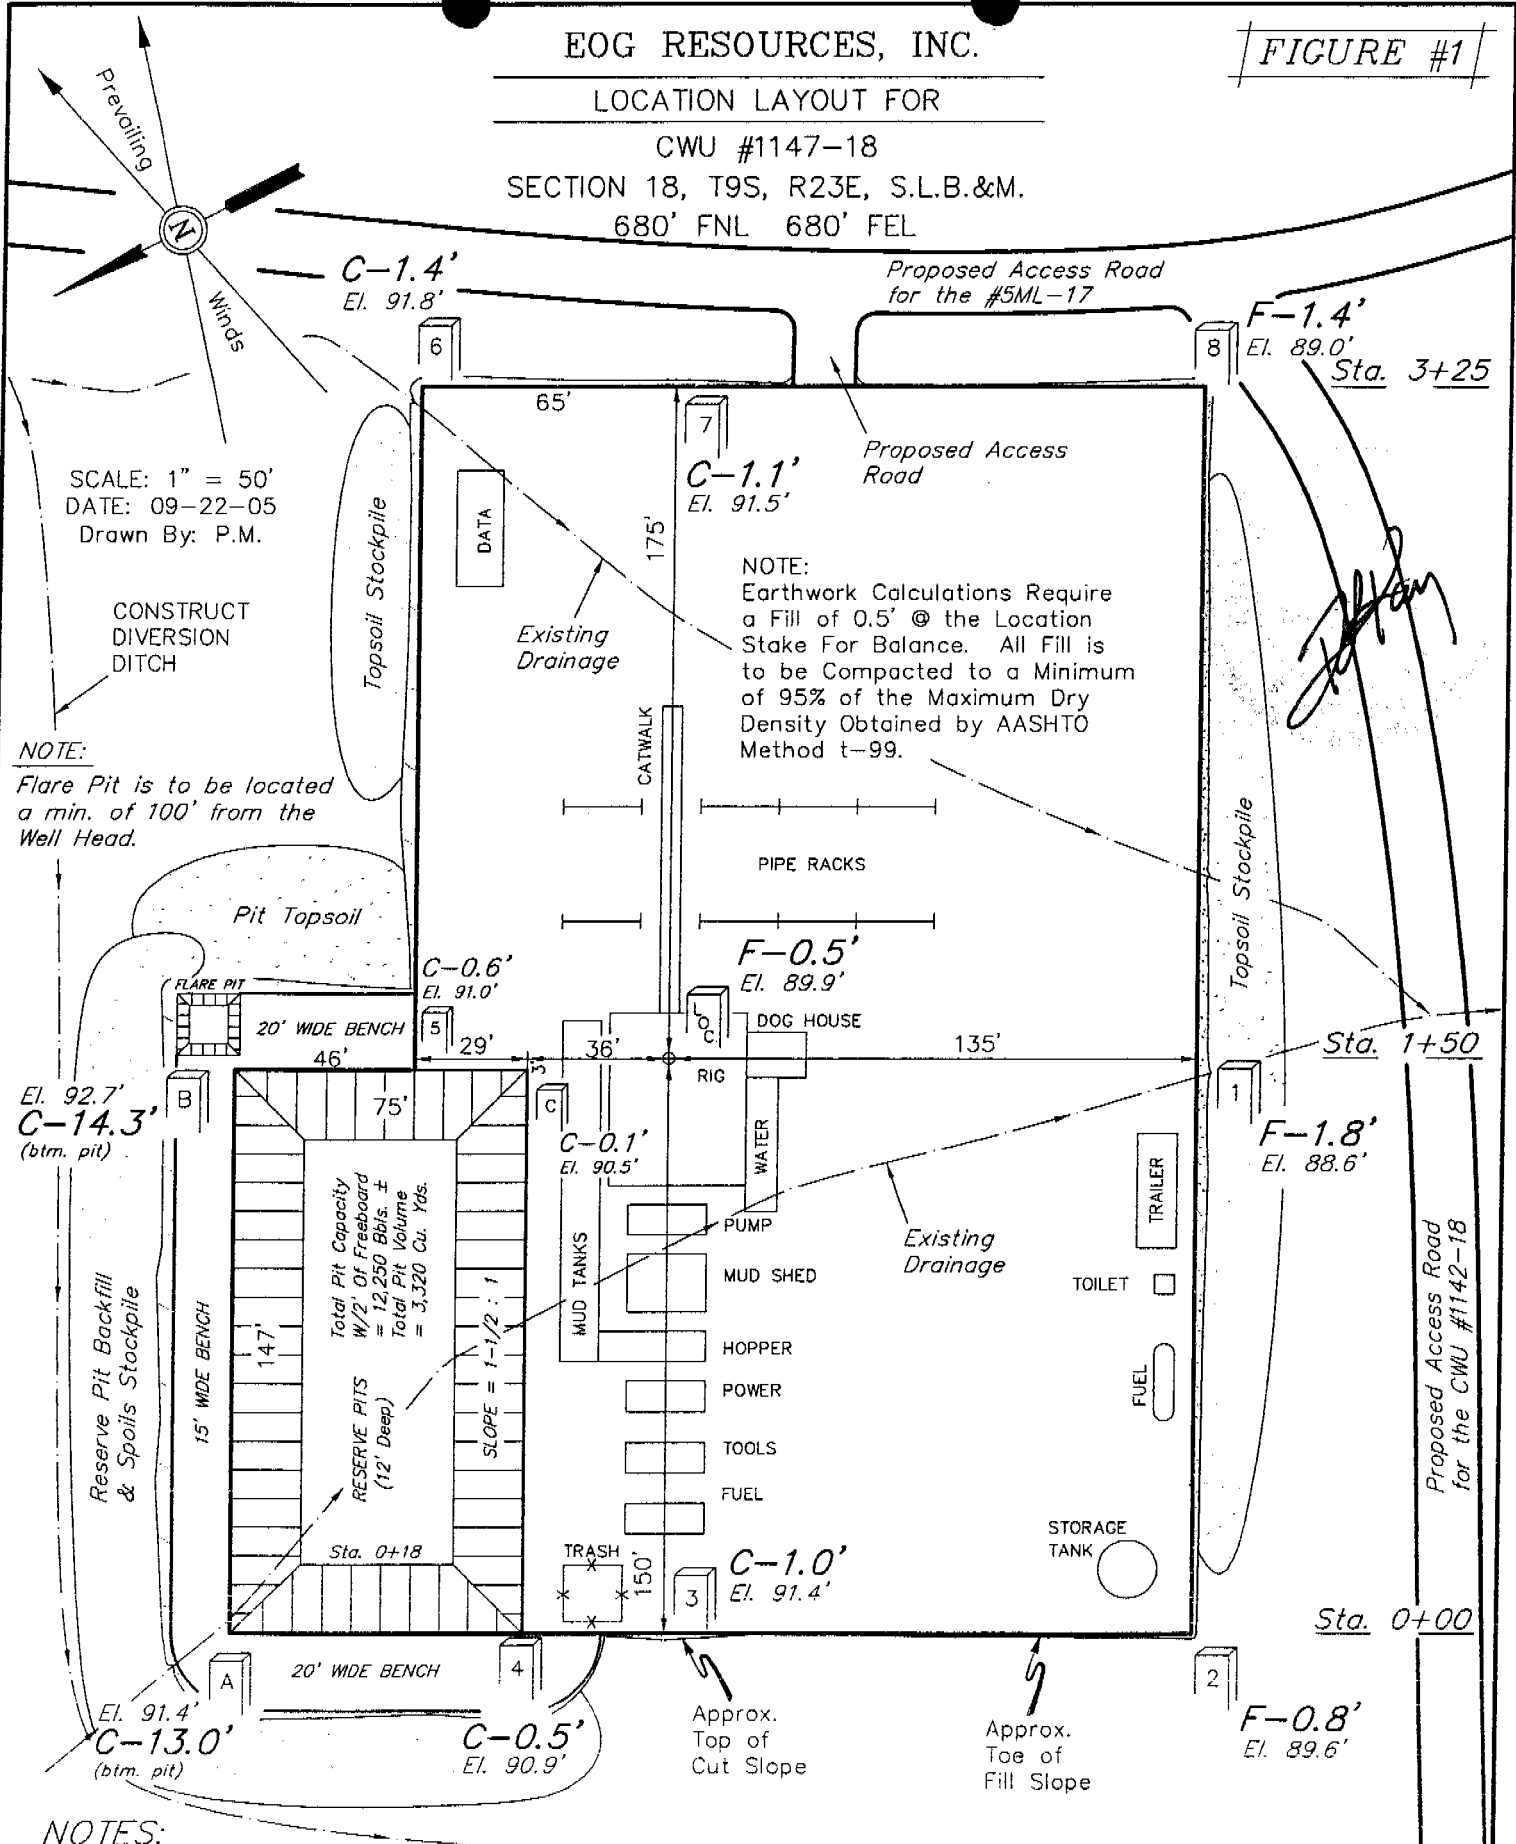 EOG RESOURCES, INC.
FIGURE #1
LOCATION LAYOUT FOR
CWU #1147-18
SECTION 18, T9S, R23E, S.L.B.&M.
680' FNL 680' FEL
Prevailing
N
Winds
C-1.4'
El. 91.8'
6
Proposed Access Road
for the #5ML-17
F-1.4'
El. 89.0'
8
Sta. 3+25
65'
7
C-1.1'
El. 91.5'
Proposed Access
Road
SCALE: 1" = 50'
DATE: 09-22-05
Drawn By: P.M.
Topsoil Stockpile
DATA
175'
CONSTRUCT
DIVERSION
DITCH
Existing
Drainage
NOTE:
Earthwork Calculations Require
a Fill of 0.5' @ the Location
Stake For Balance. All Fill is
to be Compacted to a Minimum
of 95% of the Maximum Dry
Density Obtained by AASHTO
Method t-99.
NOTE:
Flare Pit is to be located
a min. of 100' from the
Well Head.
CATWALK
PIPE RACKS
Topsoil Stockpile
Pit Topsoil
C-0.6'
El. 91.0'
5
F-0.5'
El. 89.9'
LOC.
FLARE PIT
20' WIDE BENCH
DOG HOUSE
46'
29'
3'
36'
135'
RIG
Sta. 1+50
El. 92.7'
C-14.3'
(btm. pit)
B
75'
C
C-0.1'
El. 90.5'
WATER
1
F-1.8'
El. 88.6'
TRAILER
Total Pit Capacity
W/2' Of Freeboard
= 12,250 Bbls. ±
Total Pit Volume
= 3,320 Cu. Yds.
PUMP
MUD TANKS
MUD SHED
Existing
Drainage
TOILET
Proposed Access Road
for the CWU #1142-18
Reserve Pit Backfill
& Spoils Stockpile
15' WIDE BENCH
147'
RESERVE PITS
(12' Deep)
SLOPE = 1-1/2 : 1
HOPPER
POWER
FUEL
TOOLS
FUEL
Sta. 0+18
TRASH
150'
3
C-1.0'
El. 91.4'
STORAGE
TANK
Sta. 0+00
A
20' WIDE BENCH
4
2
El. 91.4'
C-13.0'
(btm. pit)
C-0.5'
El. 90.9'
Approx.
Top of
Cut Slope
Approx.
Toe of
Fill Slope
F-0.8'
El. 89.6'
NOTES: